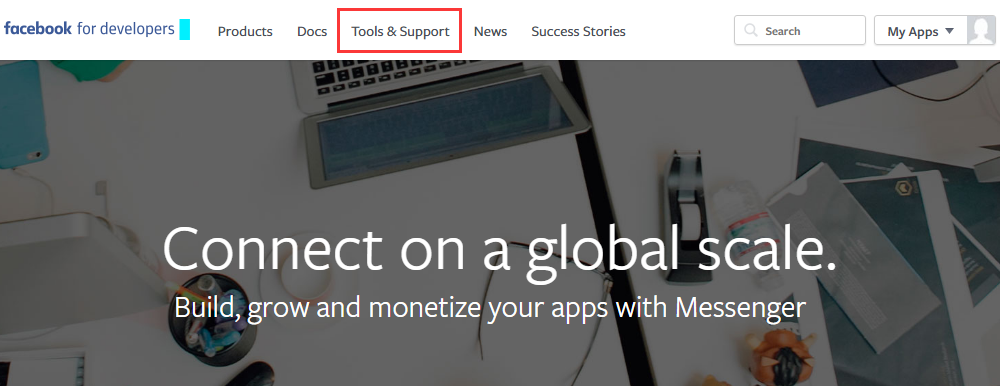 facebook for developers Products Docs Tools & Support News Success Stories Search My Apps
Connect on a global scale.
Build, grow and monetize your apps with Messenger